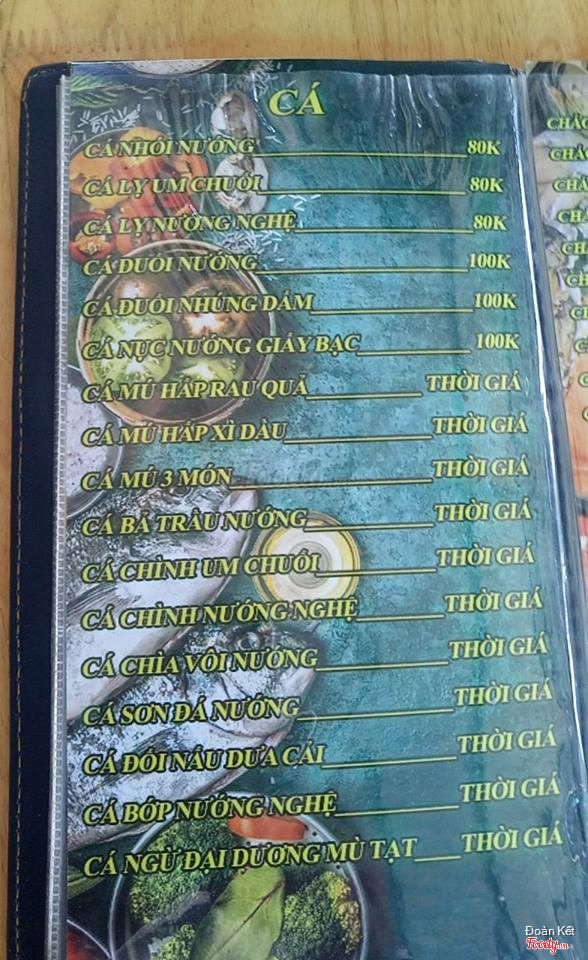 CÁ
CÁ NHÓI NƯỚNG 80K
CÁ LỴ UM CHUỐI 80K
CÁ LỴ NƯỚNG NGHỆ 80K
CÁ ĐUỐI NƯỚNG 100K
CÁ ĐUỐI NHÚNG DẤM 100K
CÁ NỤC NƯỚNG GIẤY BẠC 100K
CÁ MÚ HẤP RAU QUẢ THỜI GIÁ
CÁ MÚ HẤP XÌ DẦU THỜI GIÁ
CÁ MÚ 3 MÓN THỜI GIÁ
CÁ BẢ TRẦU NƯỚNG THỜI GIÁ
CÁ CHÌNH UM CHUỐI THỜI GIÁ
CÁ CHÌNH NƯỚNG NGHỆ THỜI GIÁ
CÁ CHÌA VÔI NƯỚNG THỜI GIÁ
CÁ SƠN ĐÁ NƯỚNG THỜI GIÁ
CÁ ĐỐI NẤU DƯA CẢI THỜI GIÁ
CÁ BỚP NƯỚNG NGHỆ THỜI GIÁ
CÁ NGỪ ĐẠI DƯƠNG MÙ TẠT THỜI GIÁ
Đoàn Kết
Foody.vn